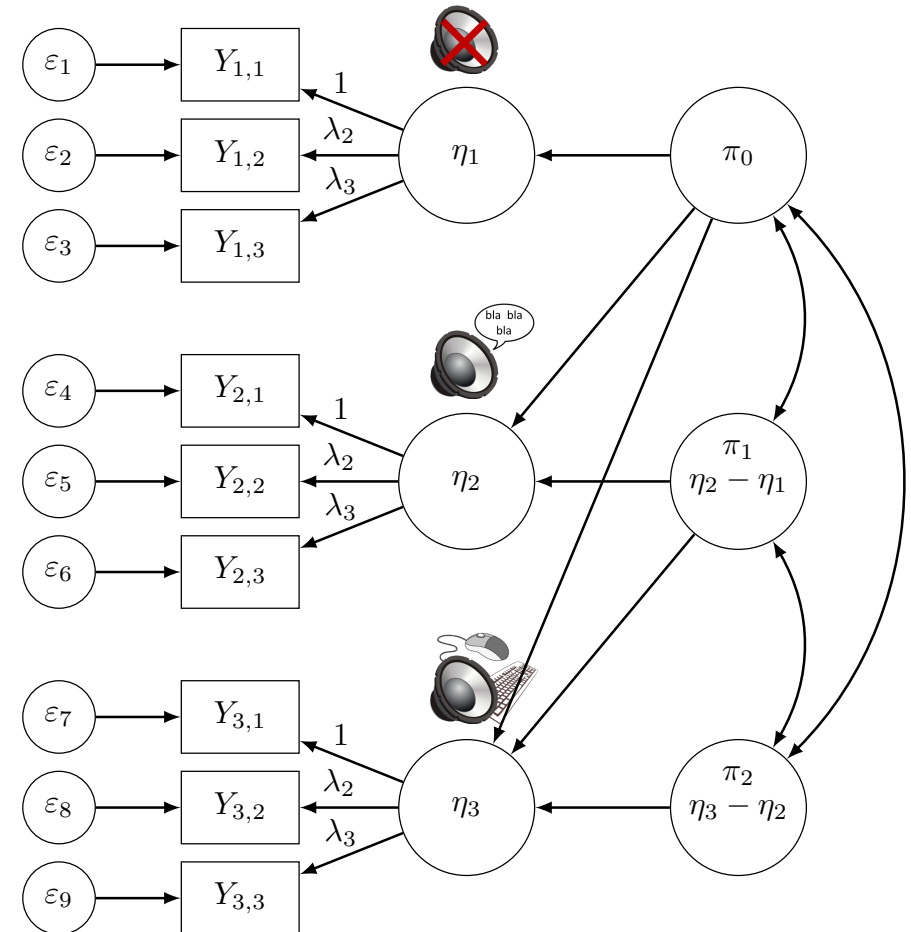 ε₁
Y₁,₁
1
η₁
π₀
ε₂
Y₁,₂
λ₂
ε₃
Y₁,₃
λ₃
bla bla
bla
ε₄
Y₂,₁
1
η₂
π₁
η₂ − η₁
ε₅
Y₂,₂
λ₂
ε₆
Y₂,₃
λ₃
ε₇
Y₃,₁
1
η₃
π₂
η₃ − η₂
ε₈
Y₃,₂
λ₂
ε₉
Y₃,₃
λ₃